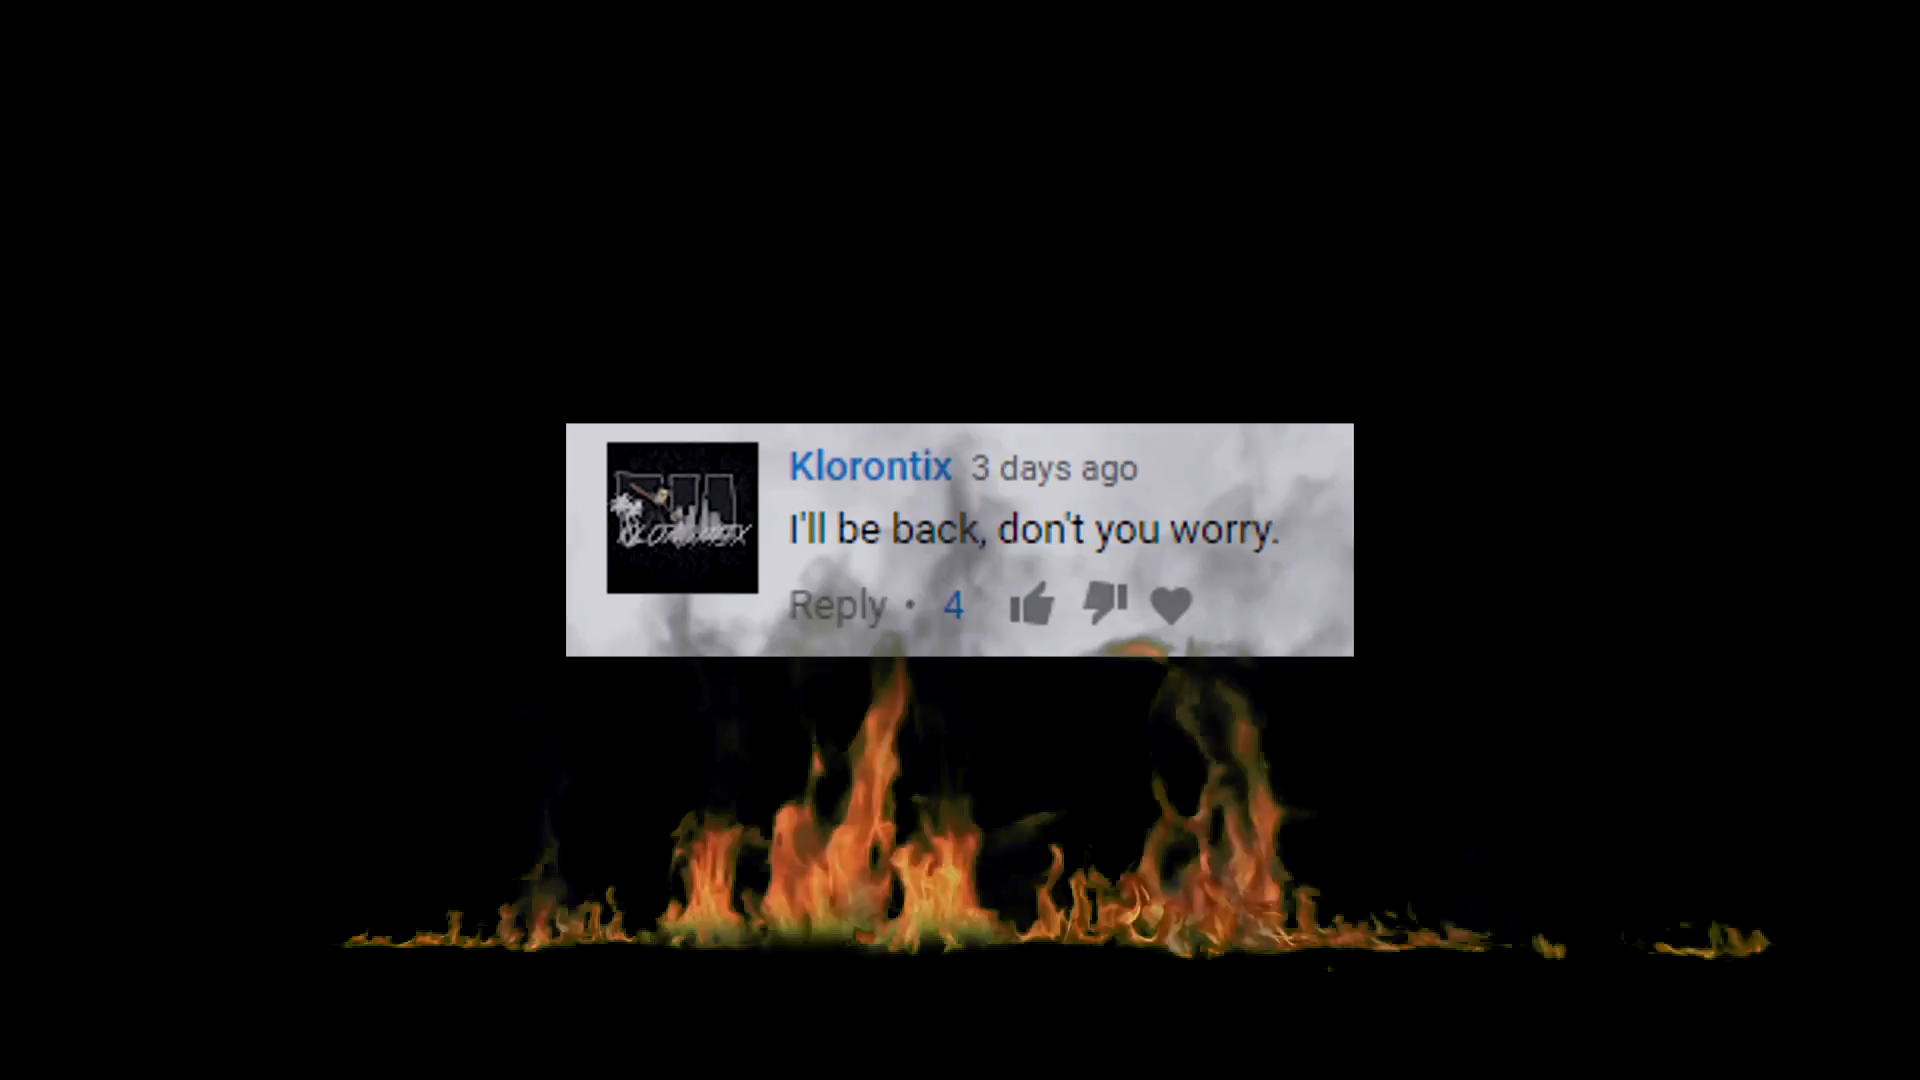 Klorontix 3 days ago
I'll be back, don't you worry.
Reply • 4